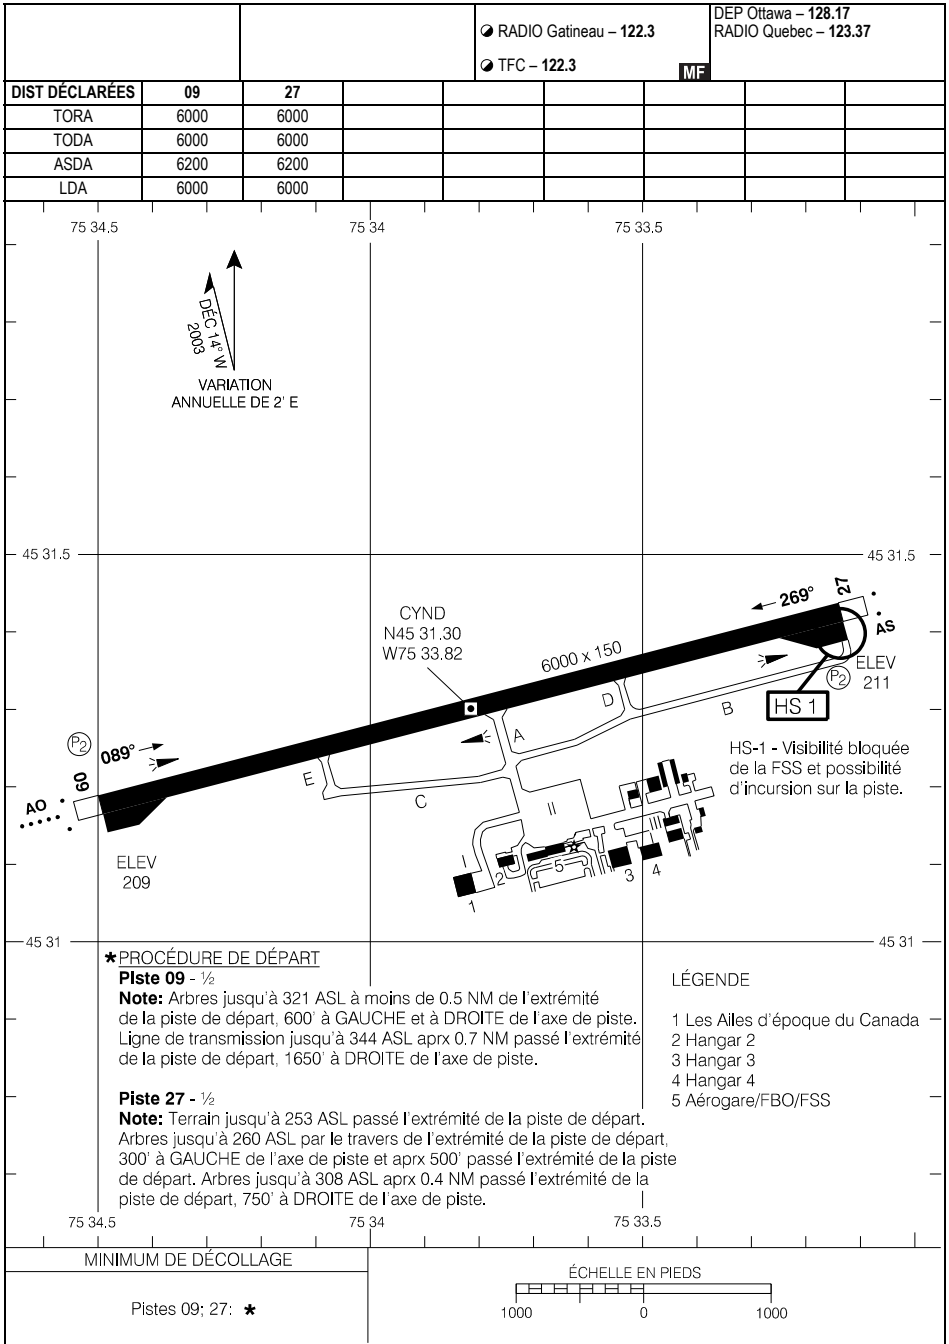 RADIO Gatineau – 122.3
TFC – 122.3
MF
DEP Ottawa – 128.17
RADIO Quebec – 123.37
DIST DÉCLARÉES 09 27
TORA 6000 6000
TODA 6000 6000
ASDA 6200 6200
LDA 6000 6000
75 34.5 75 34 75 33.5
DÉC 14° W
2003
VARIATION
ANNUELLE DE 2' E
45 31.5 45 31.5
CYND
N45 31.30
W75 33.82
6000 x 150
269°
27
AS
ELEV
211
P2
HS 1
HS-1 - Visibilité bloquée
de la FSS et possibilité
d'incursion sur la piste.
P2
089°
09
AO
ELEV
209
A
B
C
D
E
I
II
III
1
2
3
4
5
45 31 45 31
*PROCÉDURE DE DÉPART
Piste 09 - ½
Note: Arbres jusqu'à 321 ASL à moins de 0.5 NM de l'extrémité
de la piste de départ, 600' à GAUCHE et à DROITE de l'axe de piste.
Ligne de transmission jusqu'à 344 ASL aprx 0.7 NM passé l'extrémité
de la piste de départ, 1650' à DROITE de l'axe de piste.
Piste 27 - ½
Note: Terrain jusqu'à 253 ASL passé l'extrémité de la piste de départ.
Arbres jusqu'à 260 ASL par le travers de l'extrémité de la piste de départ,
300' à GAUCHE de l'axe de piste et aprx 500' passé l'extrémité de la piste
de départ. Arbres jusqu'à 308 ASL aprx 0.4 NM passé l'extrémité de la
piste de départ, 750' à DROITE de l'axe de piste.
LÉGENDE
1 Les Ailes d'époque du Canada
2 Hangar 2
3 Hangar 3
4 Hangar 4
5 Aérogare/FBO/FSS
75 34.5 75 34 75 33.5
MINIMUM DE DÉCOLLAGE
Pistes 09; 27: *
ÉCHELLE EN PIEDS
1000 0 1000